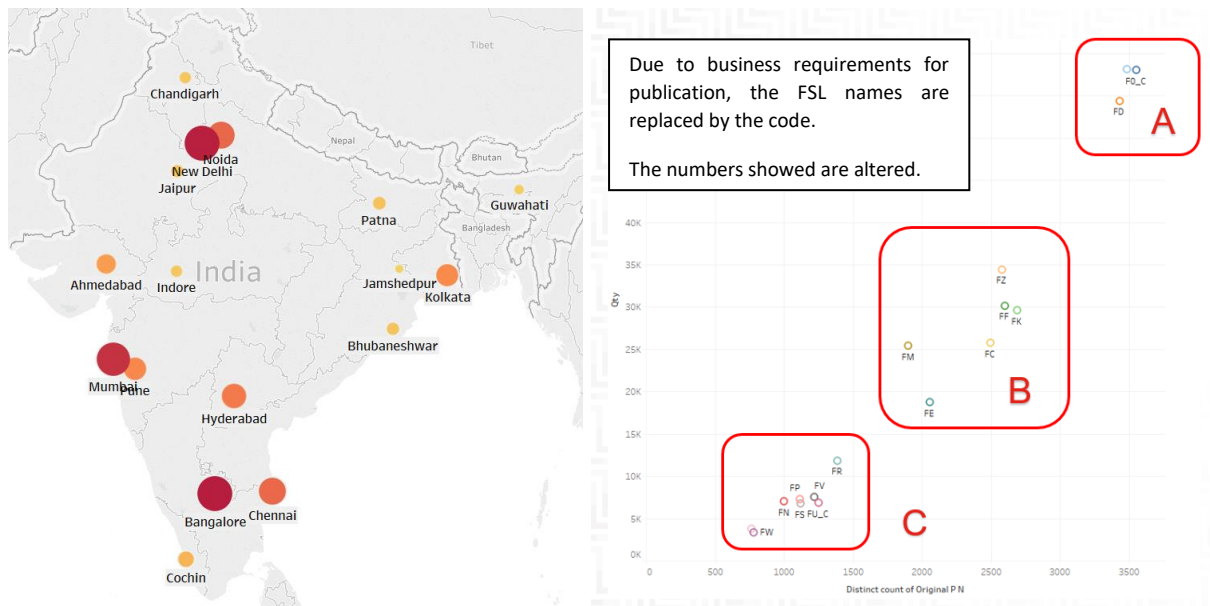 Tibet
Chandigarh
Nepal
Noida
New Delhi
Jaipur
Bhutan
Guwahati
Patna
Bangladesh
India
Ahmedabad
Indore
Jamshedpur
Kolkata
Bhubaneshwar
Mumbai
Pune
Hyderabad
Bangalore
Chennai
Cochin
Due to business requirements for
publication, the FSL names are
replaced by the code.
The numbers showed are altered.
F0_C
FD
A
40K
35K
30K
25K
20K
15K
10K
5K
0K
Qty
FZ
FF
FK
FM
FC
FE
B
FR
FP
FV
FN
FS
FU_C
FW
C
0
500
1000
1500
2000
2500
3000
3500
Distinct count of Original P N